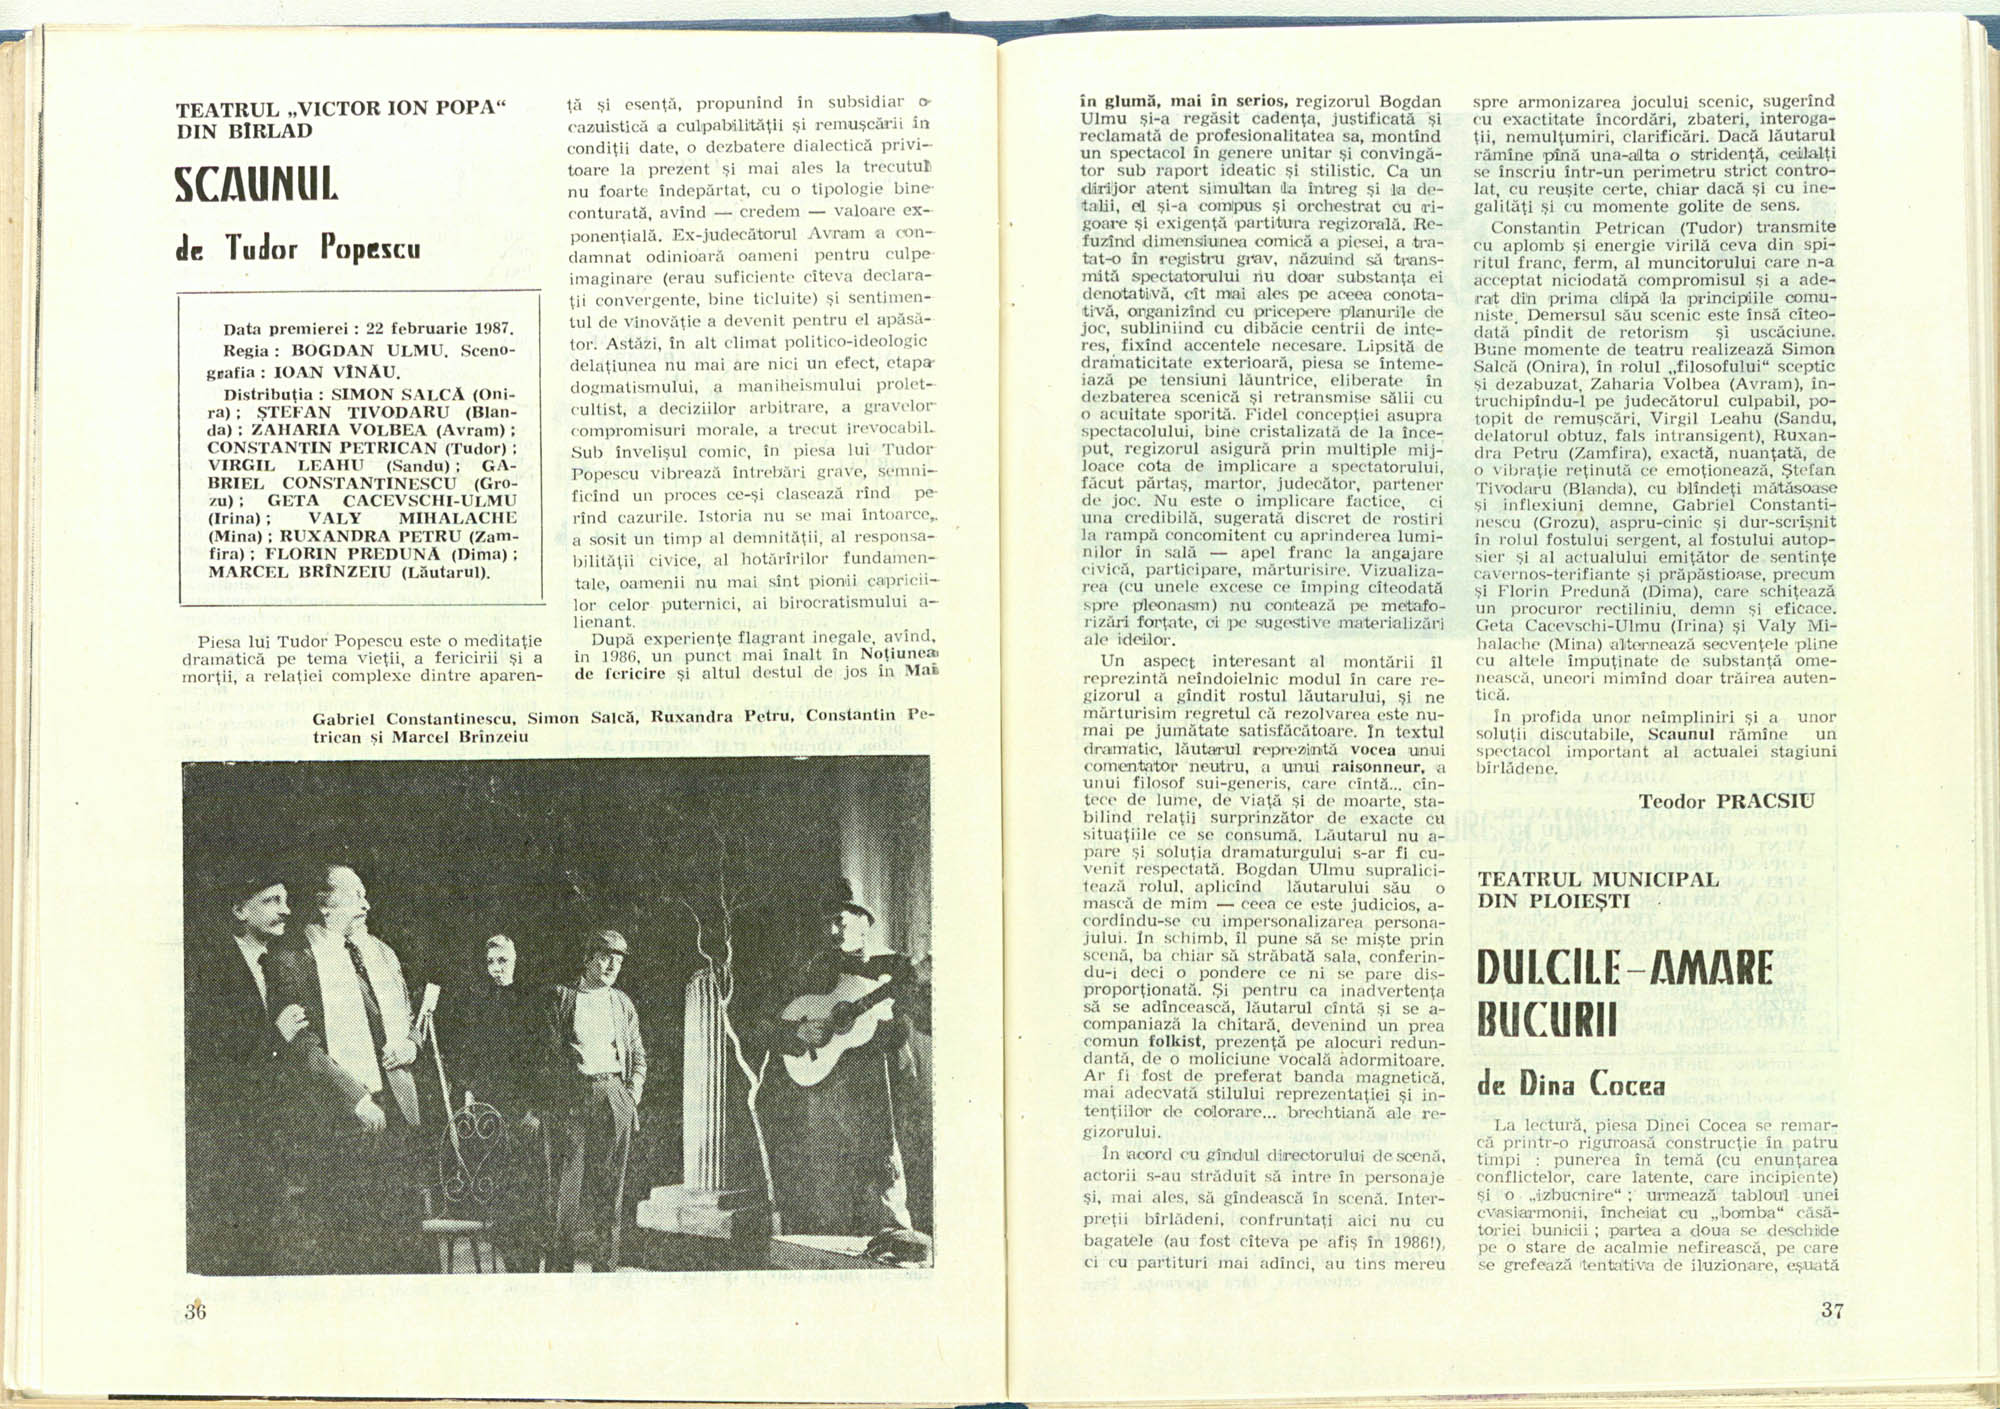 TEATRUL „VICTOR ION POPA“
DIN BÎRLAD
SCAUNUL
de Tudor Popescu
Data premierei : 22 februarie 1987.
Regia : BOGDAN ULMU. Sceno-
grafia : IOAN VÎNĂU.
Distribuția : SIMON SALCĂ (Oni-
ra) ; ȘTEFAN TIVODARU (Blan-
da) ; ZAHARIA VOLBEA (Avram) ;
CONSTANTIN PETRICAN (Tudor) ;
VIRGIL LEAHU (Sandu) ; GA-
BRIEL CONSTANTINESCU (Gro-
zu) ; GETA CACEVSCHI-ULMU
(Irina) ; VALY MIHALACHE
(Mina) ; RUXANDRA PETRU (Zam-
fira) ; FLORIN PREDUNĂ (Dima) ;
MARCEL BRÎNZEIU (Lăutarul).
Piesa lui Tudor Popescu este o meditație
dramatică pe tema vieții, a fericirii și a
morții, a relației complexe dintre aparen-
ță și esență, propunînd în subsidiar o
cazuistică a culpabilității și remușcării în
condiții date, o dezbatere dialectică privi-
toare la prezent și mai ales la trecutul
nu foarte îndepărtat, cu o tipologie bine
conturată, avînd — credem — valoare ex-
ponențială. Ex-judecătorul Avram a con-
damnat odinioară oameni pentru culpe
imaginare (erau suficiente cîteva declara-
ții convergente, bine ticluite) și sentimen-
tul de vinovăție a devenit pentru el apăsă-
tor. Astăzi, în alt climat politico-ideologic
delațiunea nu mai are nici un efect, etapa
dogmatismului, a maniheismului prolet-
cultist, a deciziilor arbitrare, a gravelor
compromisuri morale, a trecut irevocabil.
Sub învelișul comic, în piesa lui Tudor
Popescu vibrează întrebări grave, semni-
ficînd un proces ce-și clasează rînd pe
rînd cazurile. Istoria nu se mai întoarce,
a sosit un timp al demnității, al responsa-
bilității civice, al hotărîrilor fundamen-
tale, oamenii nu mai sînt pionii caprici­i-
lor celor puternici, ai birocratismului a-
lienant.
După experiențe flagrant inegale, avînd,
în 1986, un punct mai înalt în Noțiunea
de fericire și altul destul de jos în Mai
Gabriel Constantinescu, Simon Salcă, Ruxandra Petru, Constantin Pe-
trican și Marcel Brînzeiu
36
în glumă, mai în serios, regizorul Bogdan
Ulmu și-a regăsit cadența, justificată și
reclamată de profesionalitatea sa, montînd
un spectacol în genere unitar și convingă-
tor sub raport ideatic și stilistic. Ca un
dirijor atent simultan la întreg și la de-
talii, el și-a compus și orchestrat cu ri-
goare și exigență partitura regizorală. Re-
fuzînd dimensiunea comică a piesei, a tra-
tat-o în registru grav, năzuind să trans-
mită spectatorului nu doar substanța ei
denotativă, cît mai ales pe aceea conota-
tivă, organizînd cu pricepere planurile de
joc, subliniind cu dibăcie centrii de inte-
res, fixînd accentele necesare. Lipsită de
dramaticitate exterioară, piesa se înteme-
iază pe tensiuni lăuntrice, eliberate în
dezbaterea scenică și retransmise sălii cu
o acuitate sporită. Fidel concepției asupra
spectacolului, bine cristalizată de la înce-
put, regizorul asigură prin multiple mij-
loace cota de implicare a spectatorului,
făcut părtaș, martor, judecător, partener
de joc. Nu este o implicare factice, ci
una credibilă, sugerată discret de rostiri
la rampă concomitent cu aprinderea lumi-
nilor în sală — apel franc la angajare
civică, participare, mărturisire. Vizualiza-
rea (cu unele excese ce împing cîteodată
spre pleonasm) nu contează pe metafo-
rizări forțate, ci pe sugestive materializări
ale ideilor.
Un aspect interesant al montării îl
reprezintă neîndoielnic modul în care re-
gizorul a gîndit rostul lăutarului, și ne
mărturisim regretul că rezolvarea este nu-
mai pe jumătate satisfăcătoare. În textul
dramatic, lăutarul reprezintă vocea unui
comentator neutru, a unui raisonneur, a
unui filosof sui-generis, care cîntă... cîn-
tece de lume, de viață și de moarte, sta-
bilind relații surprinzător de exacte cu
situațiile ce se consumă. Lăutarul nu a-
pare și soluția dramaturgului s-ar fi cu-
venit respectată. Bogdan Ulmu suprali­ci-
tează rolul, aplicînd lăutarului său o
mască de mim — ceea ce este judicios, a-
cordîndu-se cu impersonalizarea persona-
jului. În schimb, îl pune să se miște prin
scenă, ba chiar să străbată sala, conferin-
du-i deci o pondere ce ni se pare dis-
proporționată. Și pentru ca inadvertența
să se adîncească, lăutarul cîntă și se a-
companiază la chitară, devenind un prea
comun folkist, prezență pe alocuri redun-
dantă, de o moliciune vocală adormitoare.
Ar fi fost de preferat banda magnetică,
mai adecvată stilului reprezentației și in-
tențiilor de colorare... brechtiană ale re-
gizorului.
În acord cu gîndul directorului de scenă,
actorii s-au străduit să intre în personaje
și, mai ales, să gîndească în scenă. Inter-
preții bîrlădeni, confruntați aici nu cu
bagatele (au fost cîteva pe afiș în 1986!),
ci cu partituri mai adînci, au tins mereu
spre armonizarea jocului scenic, sugerînd
cu exactitate încordări, zbateri, interoga-
ții, nemulțumiri, clarificări. Dacă lăutarul
rămîne pînă una-alta o stridență, ceilalți
se înscriu într-un perimetru strict contro-
lat, cu reușite certe, chiar dacă și cu ine-
galități și cu momente golite de sens.
Constantin Petrican (Tudor) transmite
cu aplomb și energie virilă ceva din spi-
ritul franc, ferm, al muncitorului care n-a
acceptat niciodată compromisul și a ade-
rat din prima clipă la principiile comu-
niste. Demersul său scenic este însă cîteo-
dată pîndit de retorism și uscăciune.
Bune momente de teatru realizează Simon
Salcă (Onira), în rolul „filosofului“ sceptic
și dezabuzat, Zaharia Volbea (Avram), în-
truchipîndu-l pe judecătorul culpabil, po-
topit de remușcări, Virgil Leahu (Sandu,
delatorul obtuz, fals intransigent), Ruxan-
dra Petru (Zamfira), exactă, nuanțată, de
o vibrație reținută ce emoționează, Ștefan
Tivodaru (Blanda), cu blîndeți mătăsoase
și inflexiuni demne, Gabriel Constanti-
nescu (Grozu), aspru-cinic și dur-scrîșnit
în rolul fostului sergent, al fostului autop-
sier și al actualului emițător de sentințe
cavernos-terifiante și prăpăstioase, precum
și Florin Predună (Dima), care schițează
un procuror rectiliniu, demn și eficace.
Geta Cacevschi-Ulmu (Irina) și Valy Mi-
halache (Mina) alternează secvențele pline
cu altele împuținate de substanță ome-
nească, uneori mimînd doar trăirea auten-
tică.
În profida unor neîmpliniri și a unor
soluții discutabile, Scaunul rămîne un
spectacol important al actualei stagiuni
bîrlădene.
Teodor PRACSIU
TEATRUL MUNICIPAL
DIN PLOIEȘTI
DULCILE-AMARE
BUCURII
de Dina Cocea
La lectură, piesa Dinei Cocea se remar-
că printr-o riguroasă construcție în patru
timpi : punerea în temă (cu enunțarea
conflictelor, care latente, care incipiente)
și o „izbucnire“ ; urmează tabloul unei
cvasiarmonii, încheiat cu „bomba“ căsă-
toriei bunicii ; partea a doua se deschide
pe o stare de acalmie nefirească, pe care
se grefează tentativa de iluzionare, eșuată
37